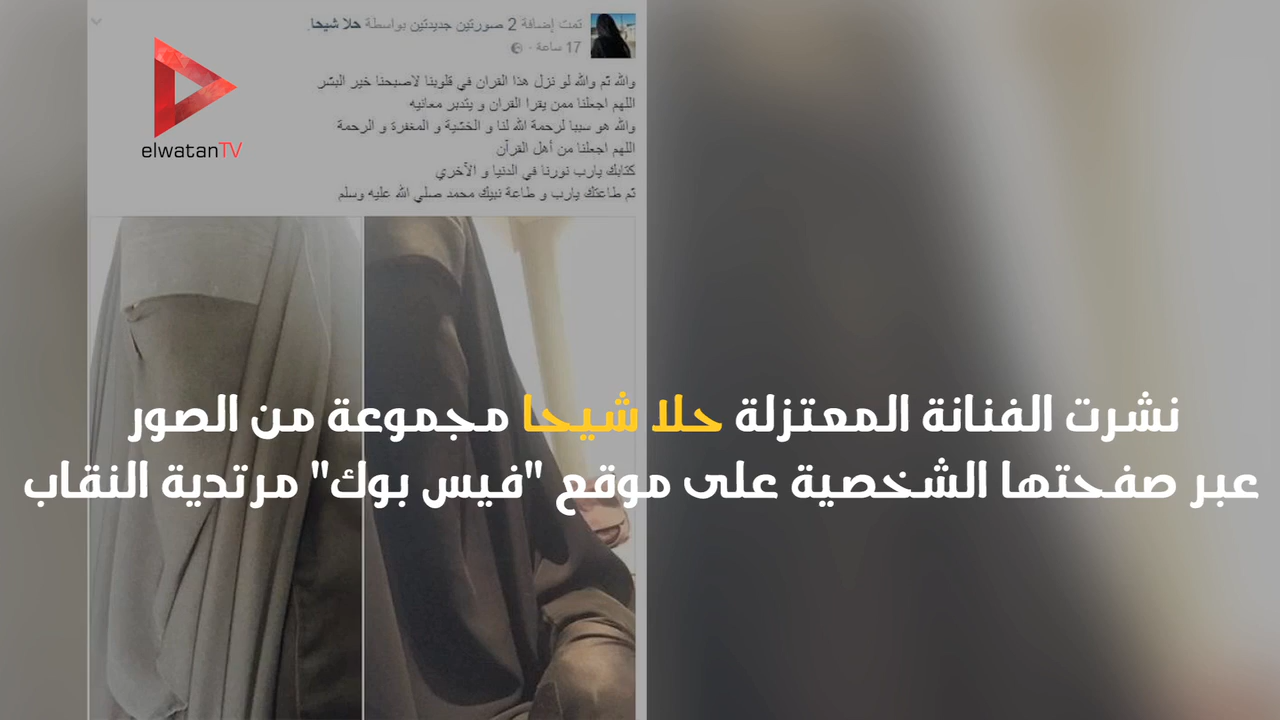 تمت إضافة 2 صورتين جديدتين بواسطة حلا شيحا.
17 ساعة ·
والله ثم والله لو نزل هذا القران في قلوبنا لاصبحنا خير البشر
اللهم اجعلنا ممن يقرا القران و يتدبر معانيه
والله هو سببا لرحمة الله لنا و الخشية و المغفرة و الرحمة
اللهم اجعلنا من أهل القرآن
كتابك يارب نورنا في الدنيا و الآخري
ثم طاعتك يارب و طاعة نبيك محمد صلي الله عليه وسلم
elwatanTV
نشرت الفنانة المعتزلة حلا شيحا مجموعة من الصور
عبر صفحتها الشخصية على موقع "فيس بوك" مرتدية النقاب